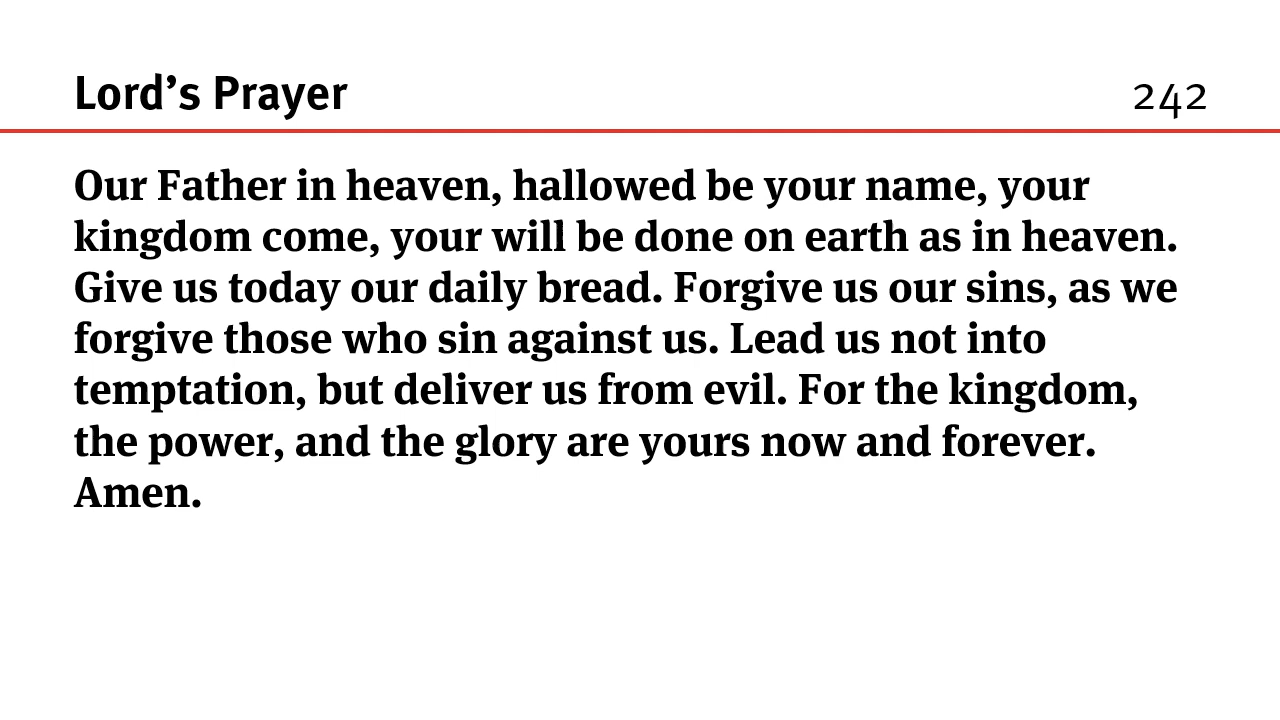 Lord’s Prayer 242
Our Father in heaven, hallowed be your name, your
kingdom come, your will be done on earth as in heaven.
Give us today our daily bread. Forgive us our sins, as we
forgive those who sin against us. Lead us not into
temptation, but deliver us from evil. For the kingdom,
the power, and the glory are yours now and forever.
Amen.